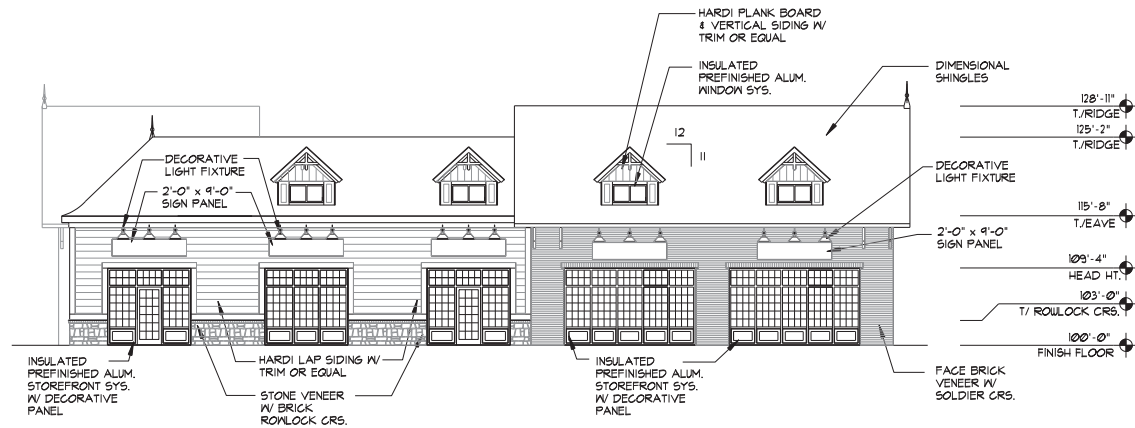 HARDI PLANK BOARD
& VERTICAL SIDING W/
TRIM OR EQUAL
INSULATED
PREFINISHED ALUM.
WINDOW SYS.
DIMENSIONAL
SHINGLES
128'-11"
T./RIDGE
125'-2"
T./RIDGE
12
11
DECORATIVE
LIGHT FIXTURE
2'-0" x 9'-0"
SIGN PANEL
DECORATIVE
LIGHT FIXTURE
115'-8"
T./EAVE
2'-0" x 9'-0"
SIGN PANEL
109'-4"
HEAD HT.
103'-0"
T/ ROWLOCK CRS.
100'-0"
FINISH FLOOR
INSULATED
PREFINISHED ALUM.
STOREFRONT SYS.
W/ DECORATIVE
PANEL
HARDI LAP SIDING W/
TRIM OR EQUAL
STONE VENEER
W/ BRICK
ROWLOCK CRS.
INSULATED
PREFINISHED ALUM.
STOREFRONT SYS.
W/ DECORATIVE
PANEL
FACE BRICK
VENEER W/
SOLDIER CRS.